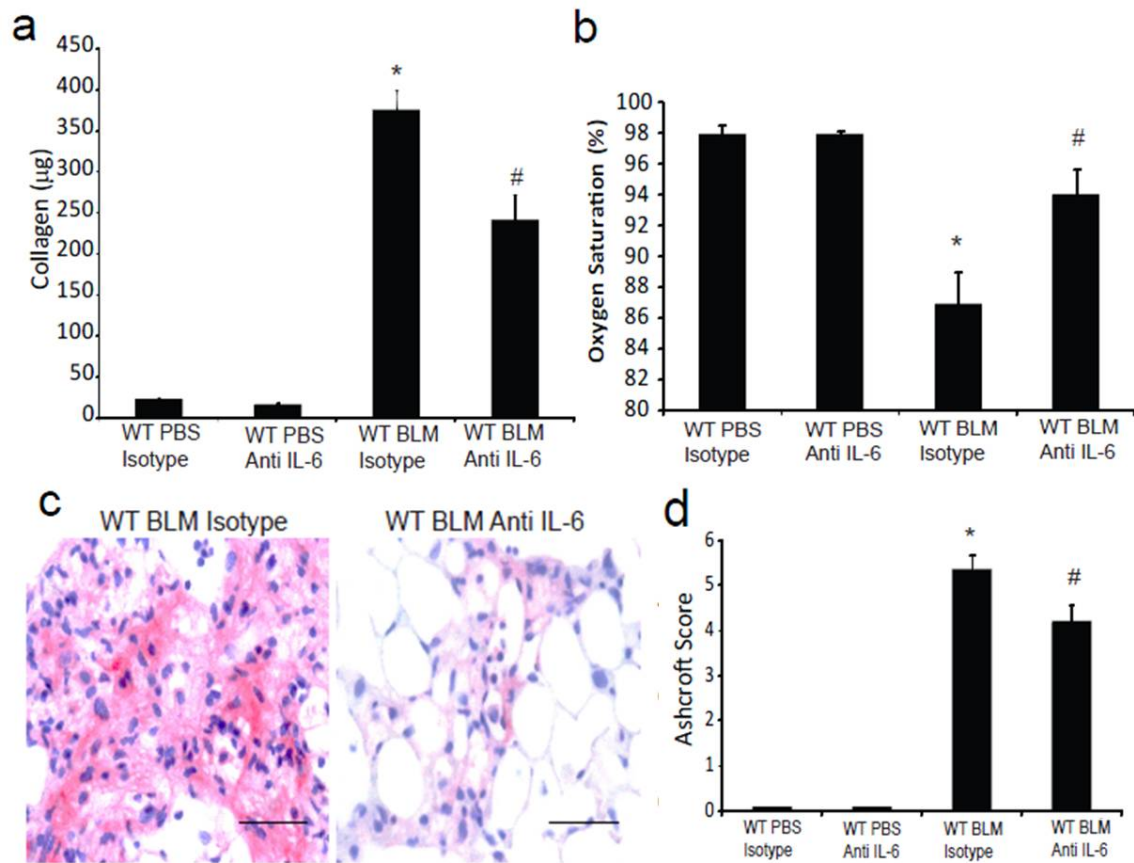 a
450
400
350
300
250
200
150
100
50
0
Collagen (µg)
*
#
WT PBS
Isotype
WT PBS
Anti IL-6
WT BLM
Isotype
WT BLM
Anti IL-6
b
100
98
96
94
92
90
88
86
84
82
80
Oxygen Saturation (%)
*
#
WT PBS
Isotype
WT PBS
Anti IL-6
WT BLM
Isotype
WT BLM
Anti IL-6
c
WT BLM Isotype
WT BLM Anti IL-6
d
6
5
4
3
2
1
0
Ashcroft Score
*
#
WT PBS
Isotype
WT PBS
Anti IL-6
WT BLM
Isotype
WT BLM
Anti IL-6